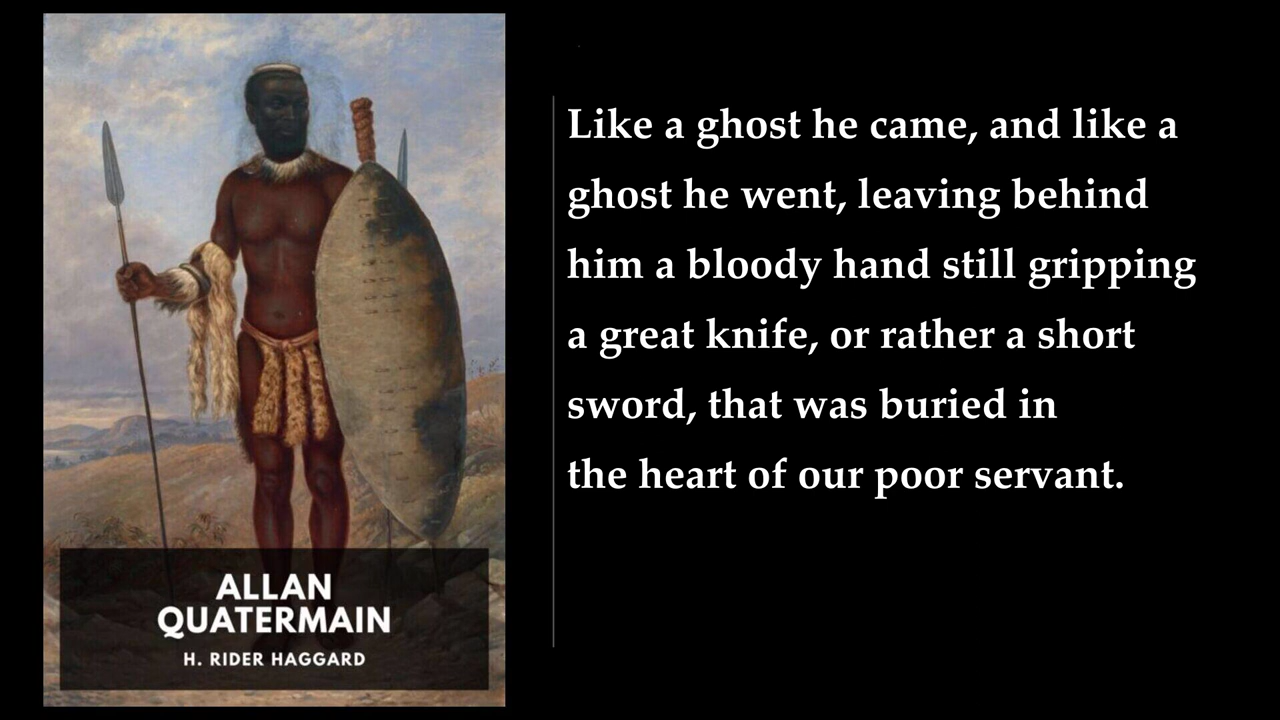 ALLAN
QUATERMAIN
H. RIDER HAGGARD
Like a ghost he came, and like a
ghost he went, leaving behind
him a bloody hand still gripping
a great knife, or rather a short
sword, that was buried in
the heart of our poor servant.